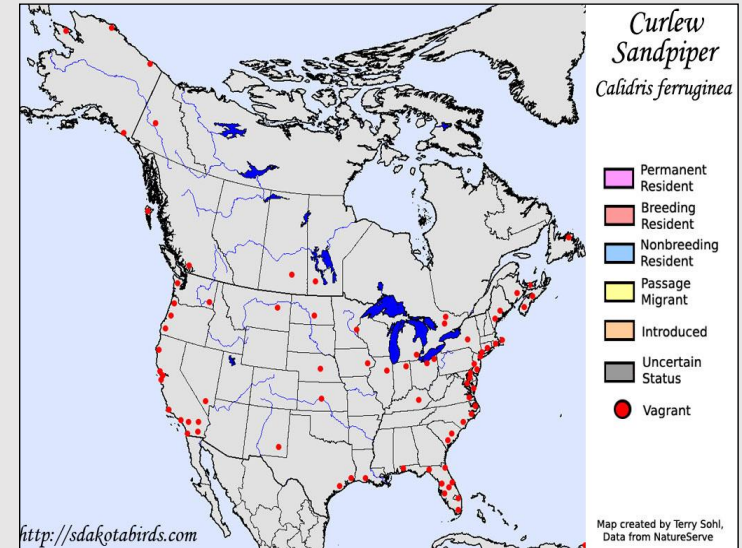 Curlew
Sandpiper
Calidris ferruginea
Permanent
Resident
Breeding
Resident
Nonbreeding
Resident
Passage
Migrant
Introduced
Uncertain
Status
Vagrant
Map created by Terry Sohl,
Data from NatureServe
http://sdakotabirds.com